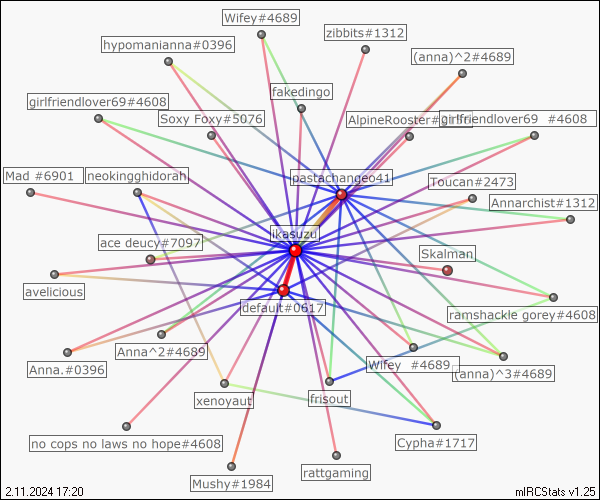 Wifey#4689
zibbits#1312
hypomanianna#0396
(anna)^2#4689
fakedingo
girlfriendlover69#4608
Soxy Foxy#5076
AlpineRooster#
girlfriendlover69 #4608
Mad #6901
neokingghidorah
pastachangeo41
Toucan#2473
Annarchist#1312
ikasuzu
ace deucy#7097
Skalman
avelicious
default#0617
ramshackle gorey#4608
Anna.#0396
Anna^2#4689
Wifey #4689
(anna)^3#4689
xenoyaut
frisout
no cops no laws no hope#4608
Cypha#1717
Mushy#1984
rattgaming
2.11.2024 17:20
mIRCStats v1.25